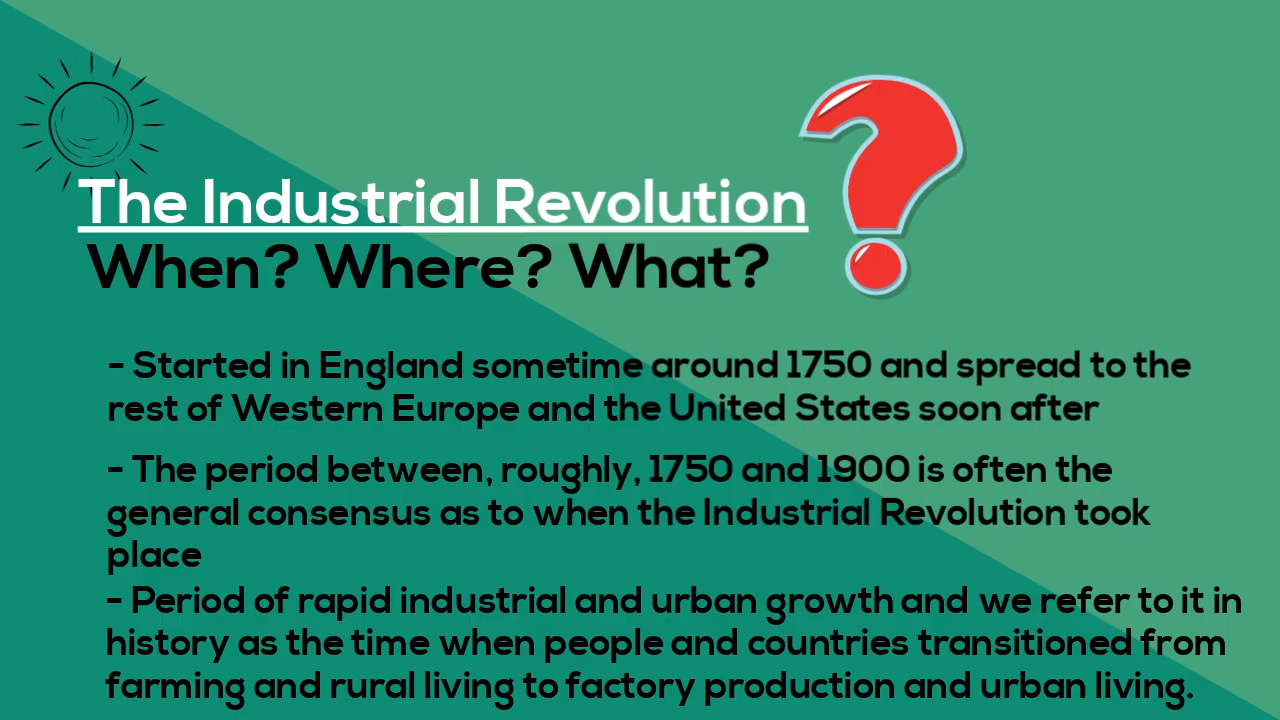 The Industrial Revolution
When? Where? What?
- Started in England sometime around 1750 and spread to the
rest of Western Europe and the United States soon after
- The period between, roughly, 1750 and 1900 is often the
general consensus as to when the Industrial Revolution took
place
- Period of rapid industrial and urban growth and we refer to it in
history as the time when people and countries transitioned from
farming and rural living to factory production and urban living.